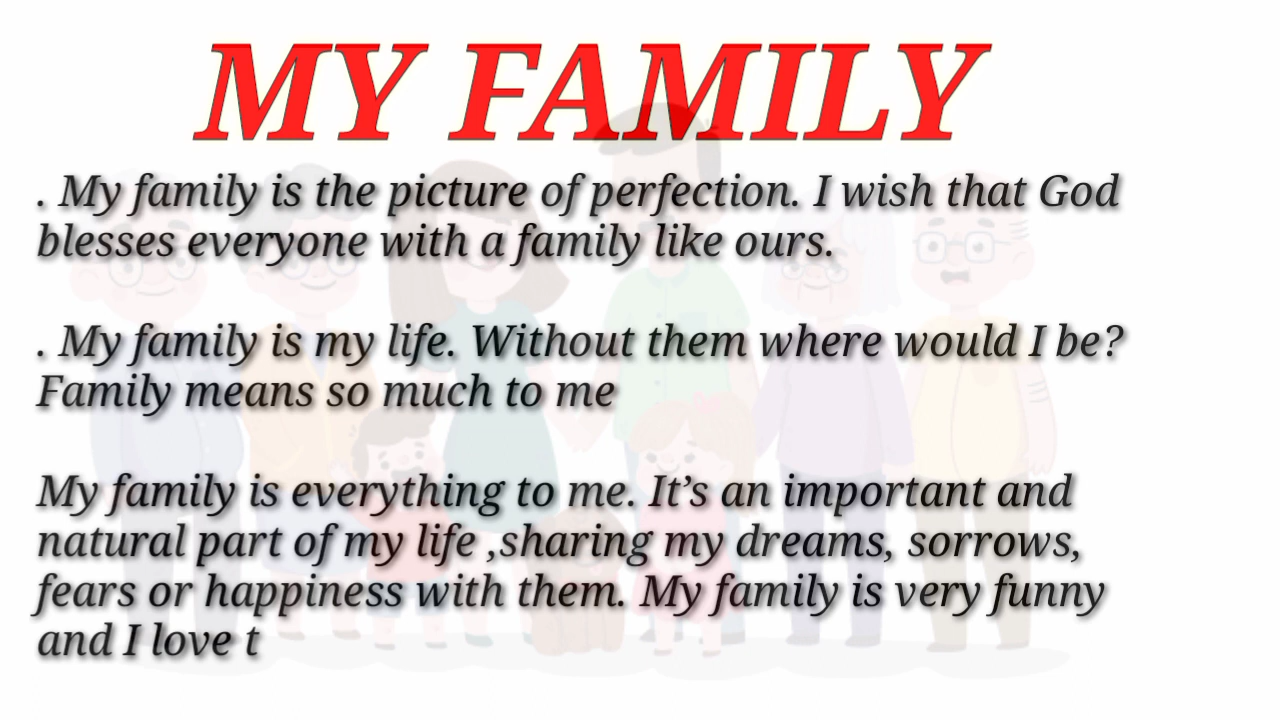 MY FAMILY
. My family is the picture of perfection. I wish that God
blesses everyone with a family like ours.
. My family is my life. Without them where would I be?
Family means so much to me
My family is everything to me. It’s an important and
natural part of my life ,sharing my dreams, sorrows,
fears or happiness with them. My family is very funny
and I love t